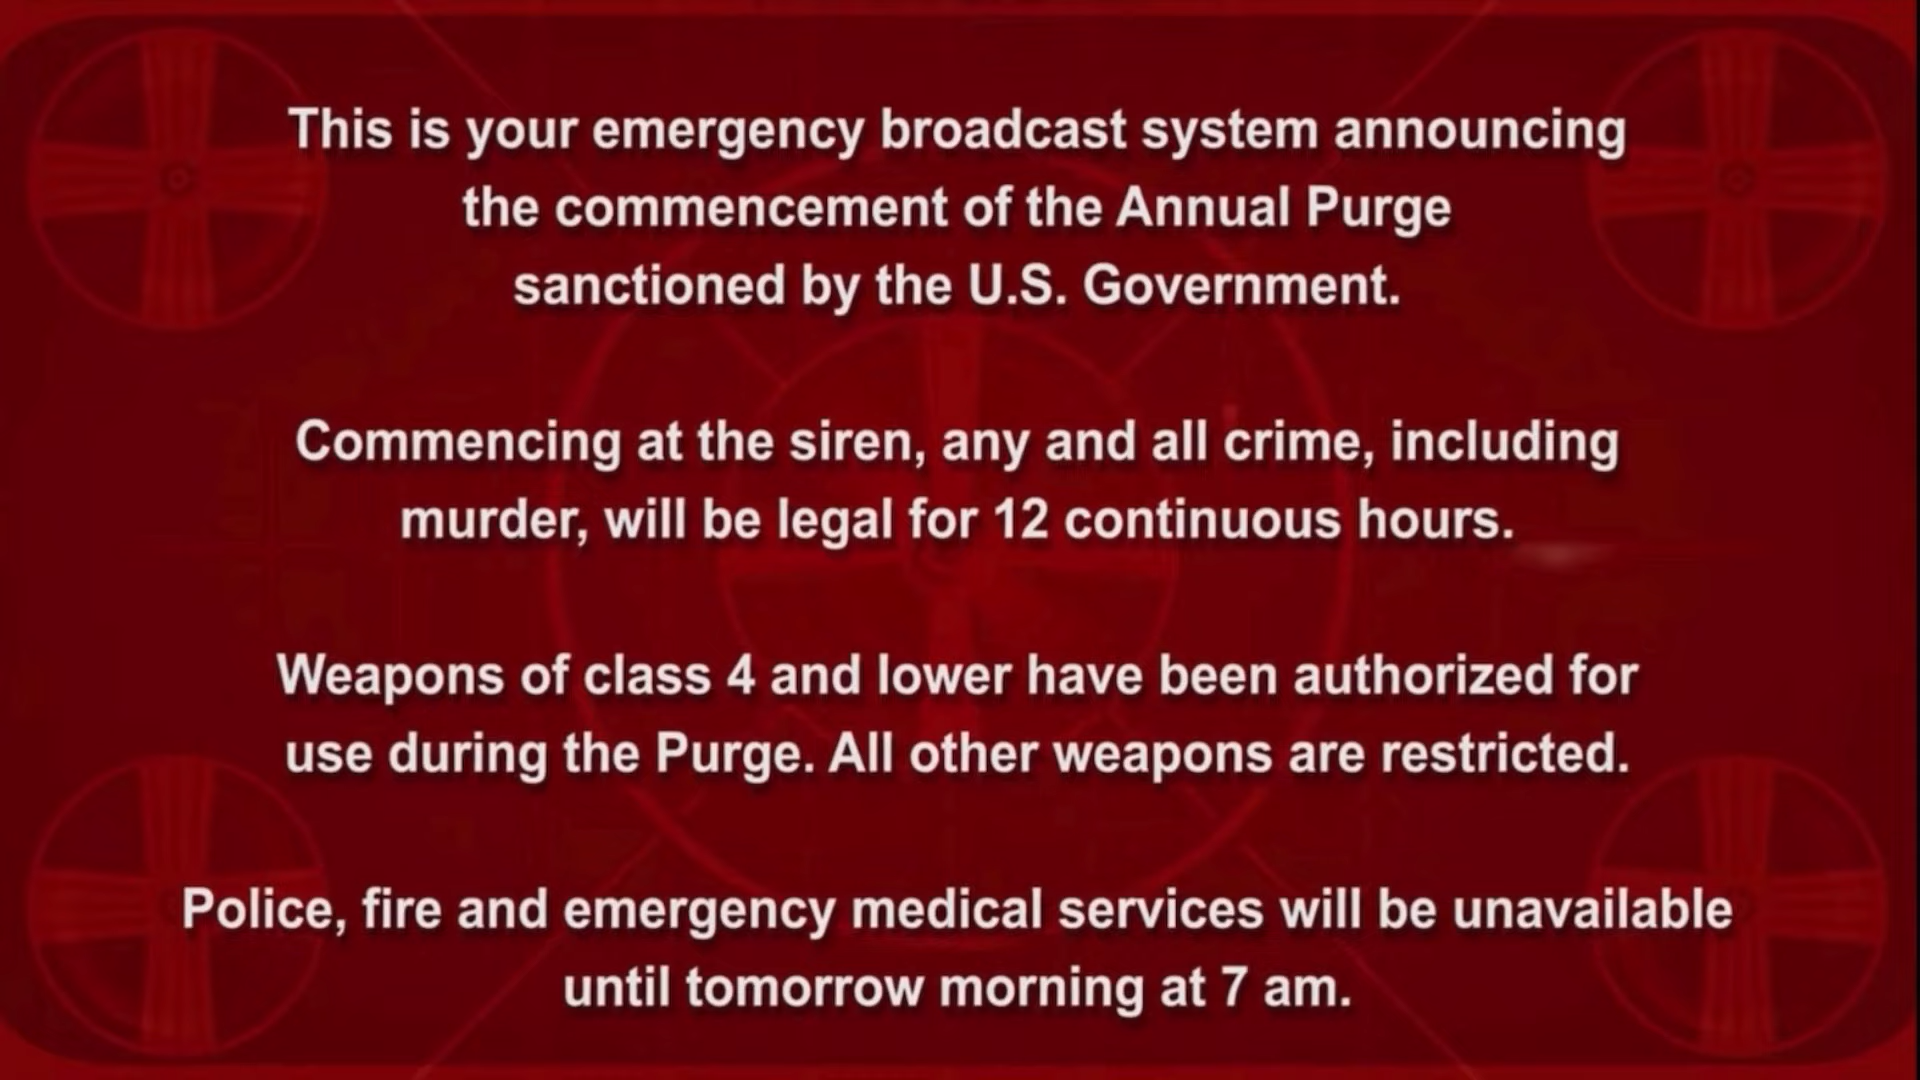 This is your emergency broadcast system announcing
the commencement of the Annual Purge
sanctioned by the U.S. Government.
Commencing at the siren, any and all crime, including
murder, will be legal for 12 continuous hours.
Weapons of class 4 and lower have been authorized for
use during the Purge. All other weapons are restricted.
Police, fire and emergency medical services will be unavailable
until tomorrow morning at 7 am.